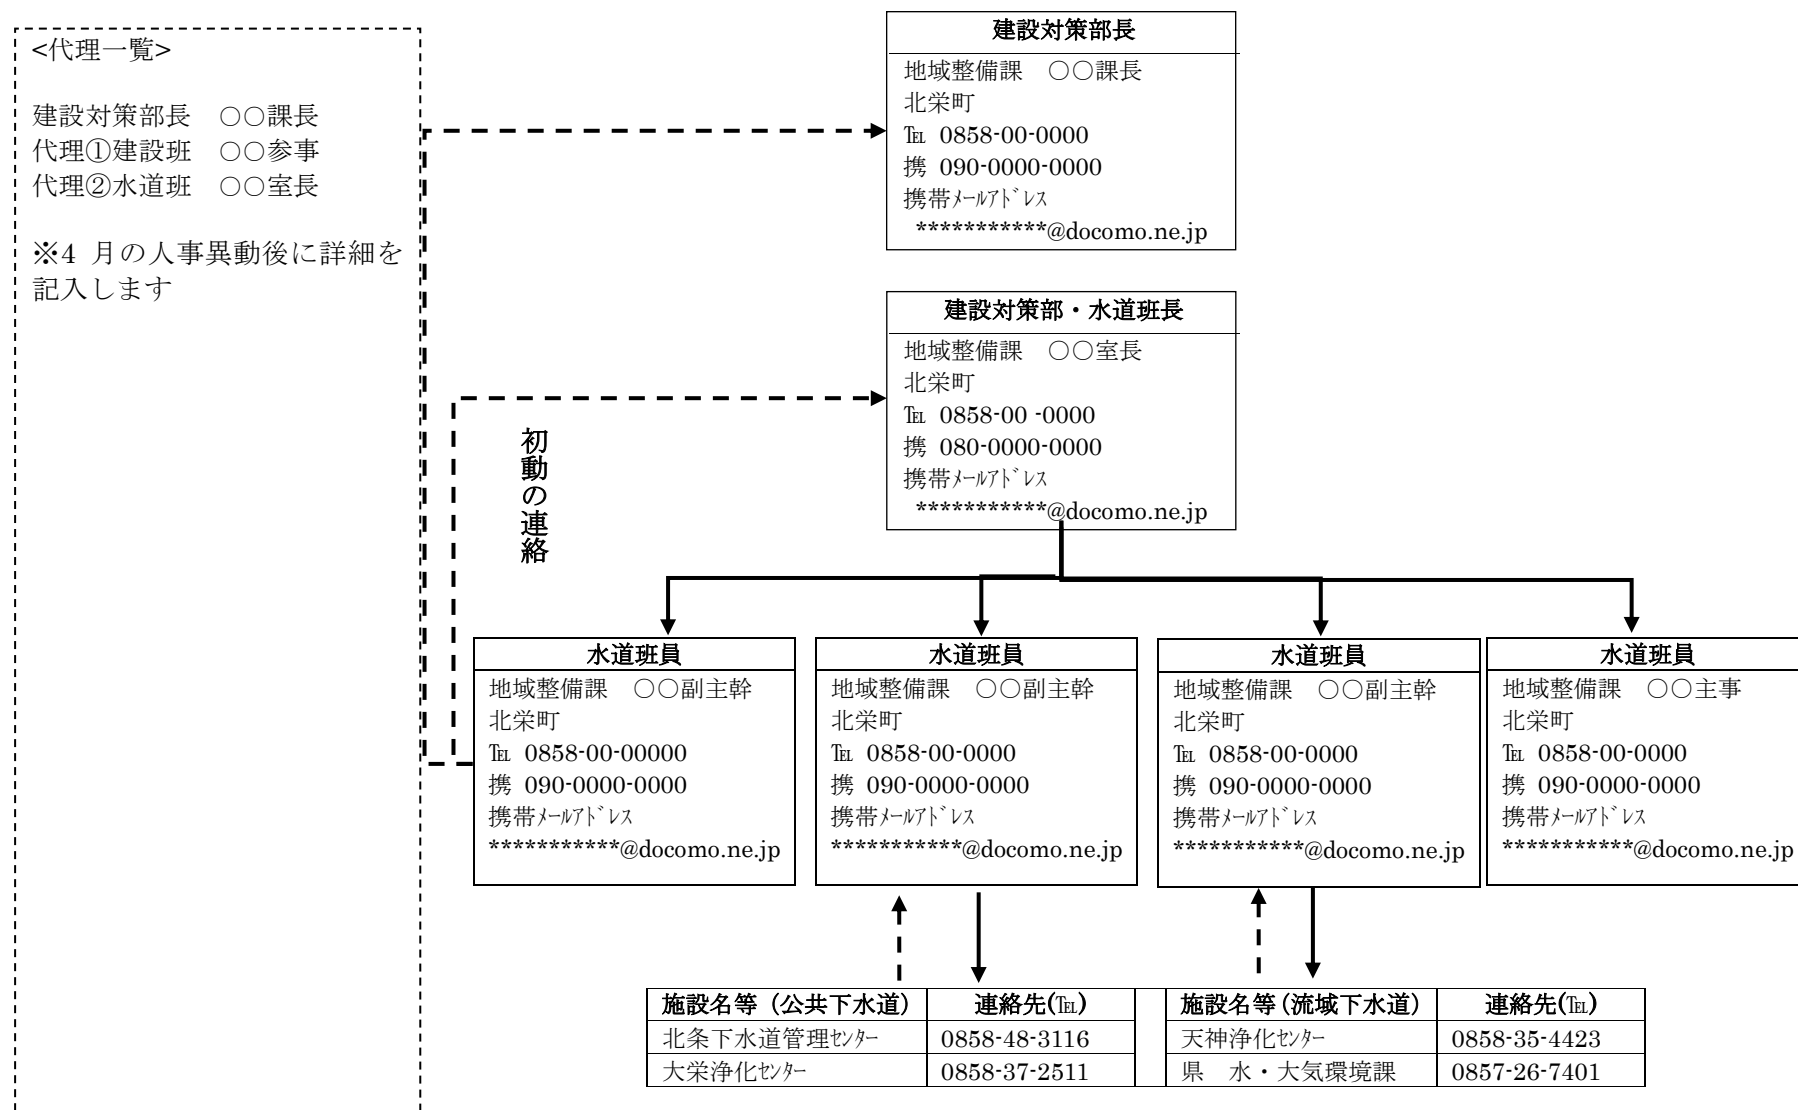 <代理一覧>
建設対策部長　○○課長
代理①建設班　○○参事
代理②水道班　○○室長
※4 月の人事異動後に詳細を
記入します
建設対策部長
地域整備課　○○課長
北栄町
℡ 0858-00-0000
携 090-0000-0000
携帯ﾒｰﾙｱﾄﾞﾚｽ
***********@docomo.ne.jp
建設対策部・水道班長
地域整備課　○○室長
北栄町
℡ 0858-00 -0000
携 080-0000-0000
携帯ﾒｰﾙｱﾄﾞﾚｽ
***********@docomo.ne.jp
初動の連絡
水道班員
地域整備課　○○副主幹
北栄町
℡ 0858-00-00000
携 090-0000-0000
携帯ﾒｰﾙｱﾄﾞﾚｽ
***********@docomo.ne.jp
水道班員
地域整備課　○○副主幹
北栄町
℡ 0858-00-0000
携 090-0000-0000
携帯ﾒｰﾙｱﾄﾞﾚｽ
***********@docomo.ne.jp
水道班員
地域整備課　○○副主幹
北栄町
℡ 0858-00-0000
携 090-0000-0000
携帯ﾒｰﾙｱﾄﾞﾚｽ
***********@docomo.ne.jp
水道班員
地域整備課　○○主事
北栄町
℡ 0858-00-0000
携 090-0000-0000
携帯ﾒｰﾙｱﾄﾞﾚｽ
***********@docomo.ne.jp
施設名等（公共下水道） 連絡先(℡)
北条下水道管理ｾﾝﾀｰ 0858-48-3116
大栄浄化ｾﾝﾀｰ 0858-37-2511
施設名等(流域下水道) 連絡先(℡)
天神浄化ｾﾝﾀｰ 0858-35-4423
県　水・大気環境課 0857-26-7401